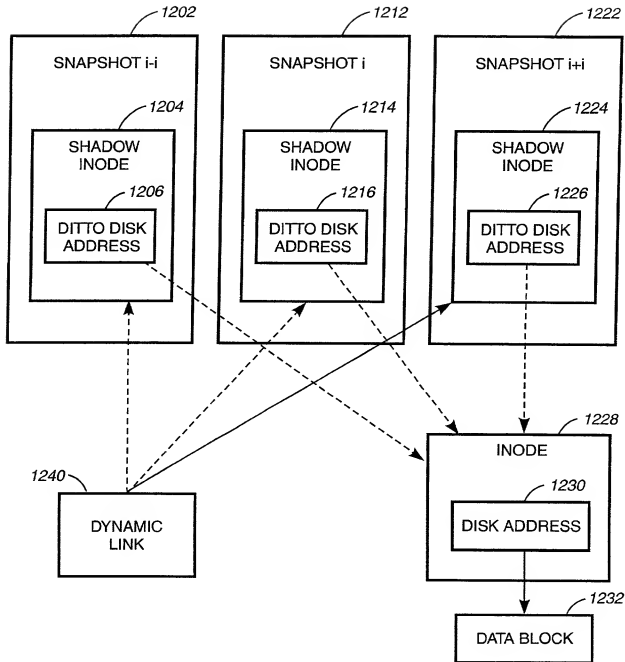 1202
1212
1222
SNAPSHOT i-i
SNAPSHOT i
SNAPSHOT i+i
1204
1214
1224
SHADOW
INODE
SHADOW
INODE
SHADOW
INODE
1206
1216
1226
DITTO DISK
ADDRESS
DITTO DISK
ADDRESS
DITTO DISK
ADDRESS
1228
INODE
1240
DYNAMIC
LINK
1230
DISK ADDRESS
1232
DATA BLOCK